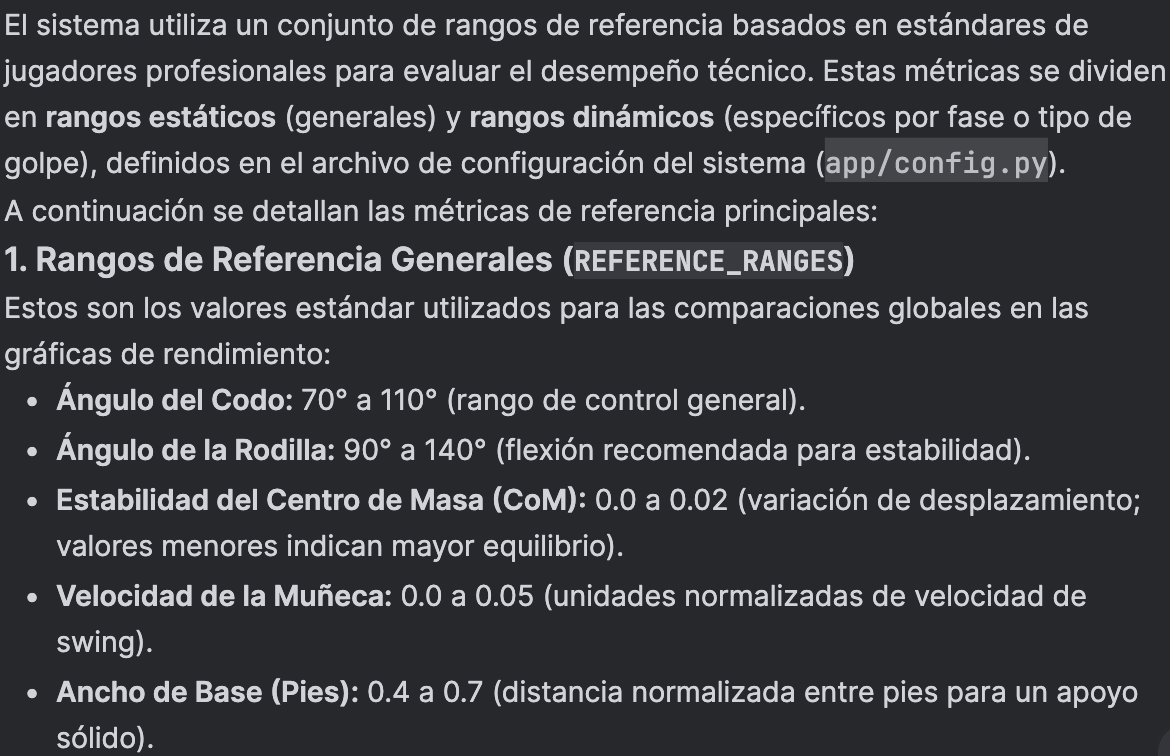 El sistema utiliza un conjunto de rangos de referencia basados en estándares de
jugadores profesionales para evaluar el desempeño técnico. Estas métricas se dividen
en rangos estáticos (generales) y rangos dinámicos (específicos por fase o tipo de
golpe), definidos en el archivo de configuración del sistema (app/config.py).
A continuación se detallan las métricas de referencia principales:
1. Rangos de Referencia Generales (REFERENCE_RANGES)
Estos son los valores estándar utilizados para las comparaciones globales en las
gráficas de rendimiento:
• Ángulo del Codo: 70° a 110° (rango de control general).
• Ángulo de la Rodilla: 90° a 140° (flexión recomendada para estabilidad).
• Estabilidad del Centro de Masa (CoM): 0.0 a 0.02 (variación de desplazamiento;
valores menores indican mayor equilibrio).
• Velocidad de la Muñeca: 0.0 a 0.05 (unidades normalizadas de velocidad de
swing).
• Ancho de Base (Pies): 0.4 a 0.7 (distancia normalizada entre pies para un apoyo
sólido).